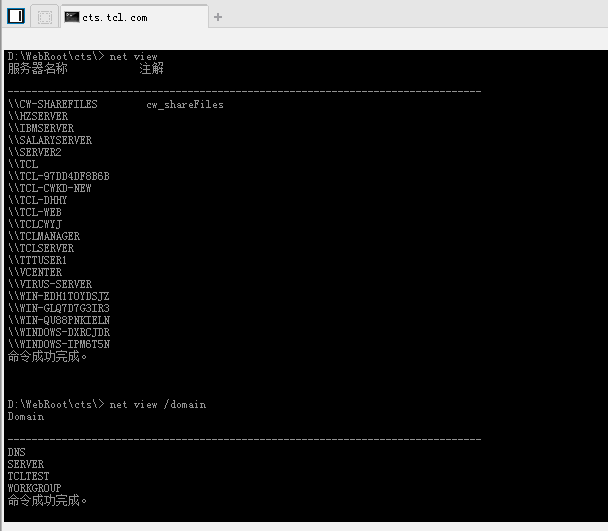 cts.tcl.com
D:\WebRoot\cts\> net view
服务器名称 注解
-------------------------------------------------------------------------------
\\CW-SHAREFILES cw_shareFiles
\\HZSERVER
\\IBMSERVER
\\SALARYSERVER
\\SERVER2
\\TCL
\\TCL-97DD4DF8B6B
\\TCL-CWKD-NEW
\\TCL-DHHY
\\TCL-WEB
\\TCLCWYJ
\\TCLMANAGER
\\TCLSERVER
\\TTTUSER1
\\VCENTER
\\VIRUS-SERVER
\\WIN-EDH1TOYDSJZ
\\WIN-GLQ7D7G3IR3
\\WIN-QU88PNKIELN
\\WINDOWS-DXRCJDR
\\WINDOWS-IPM6T5N
命令成功完成。
D:\WebRoot\cts\> net view /domain
Domain
-------------------------------------------------------------------------------
DNS
SERVER
TCLTEST
WORKGROUP
命令成功完成。